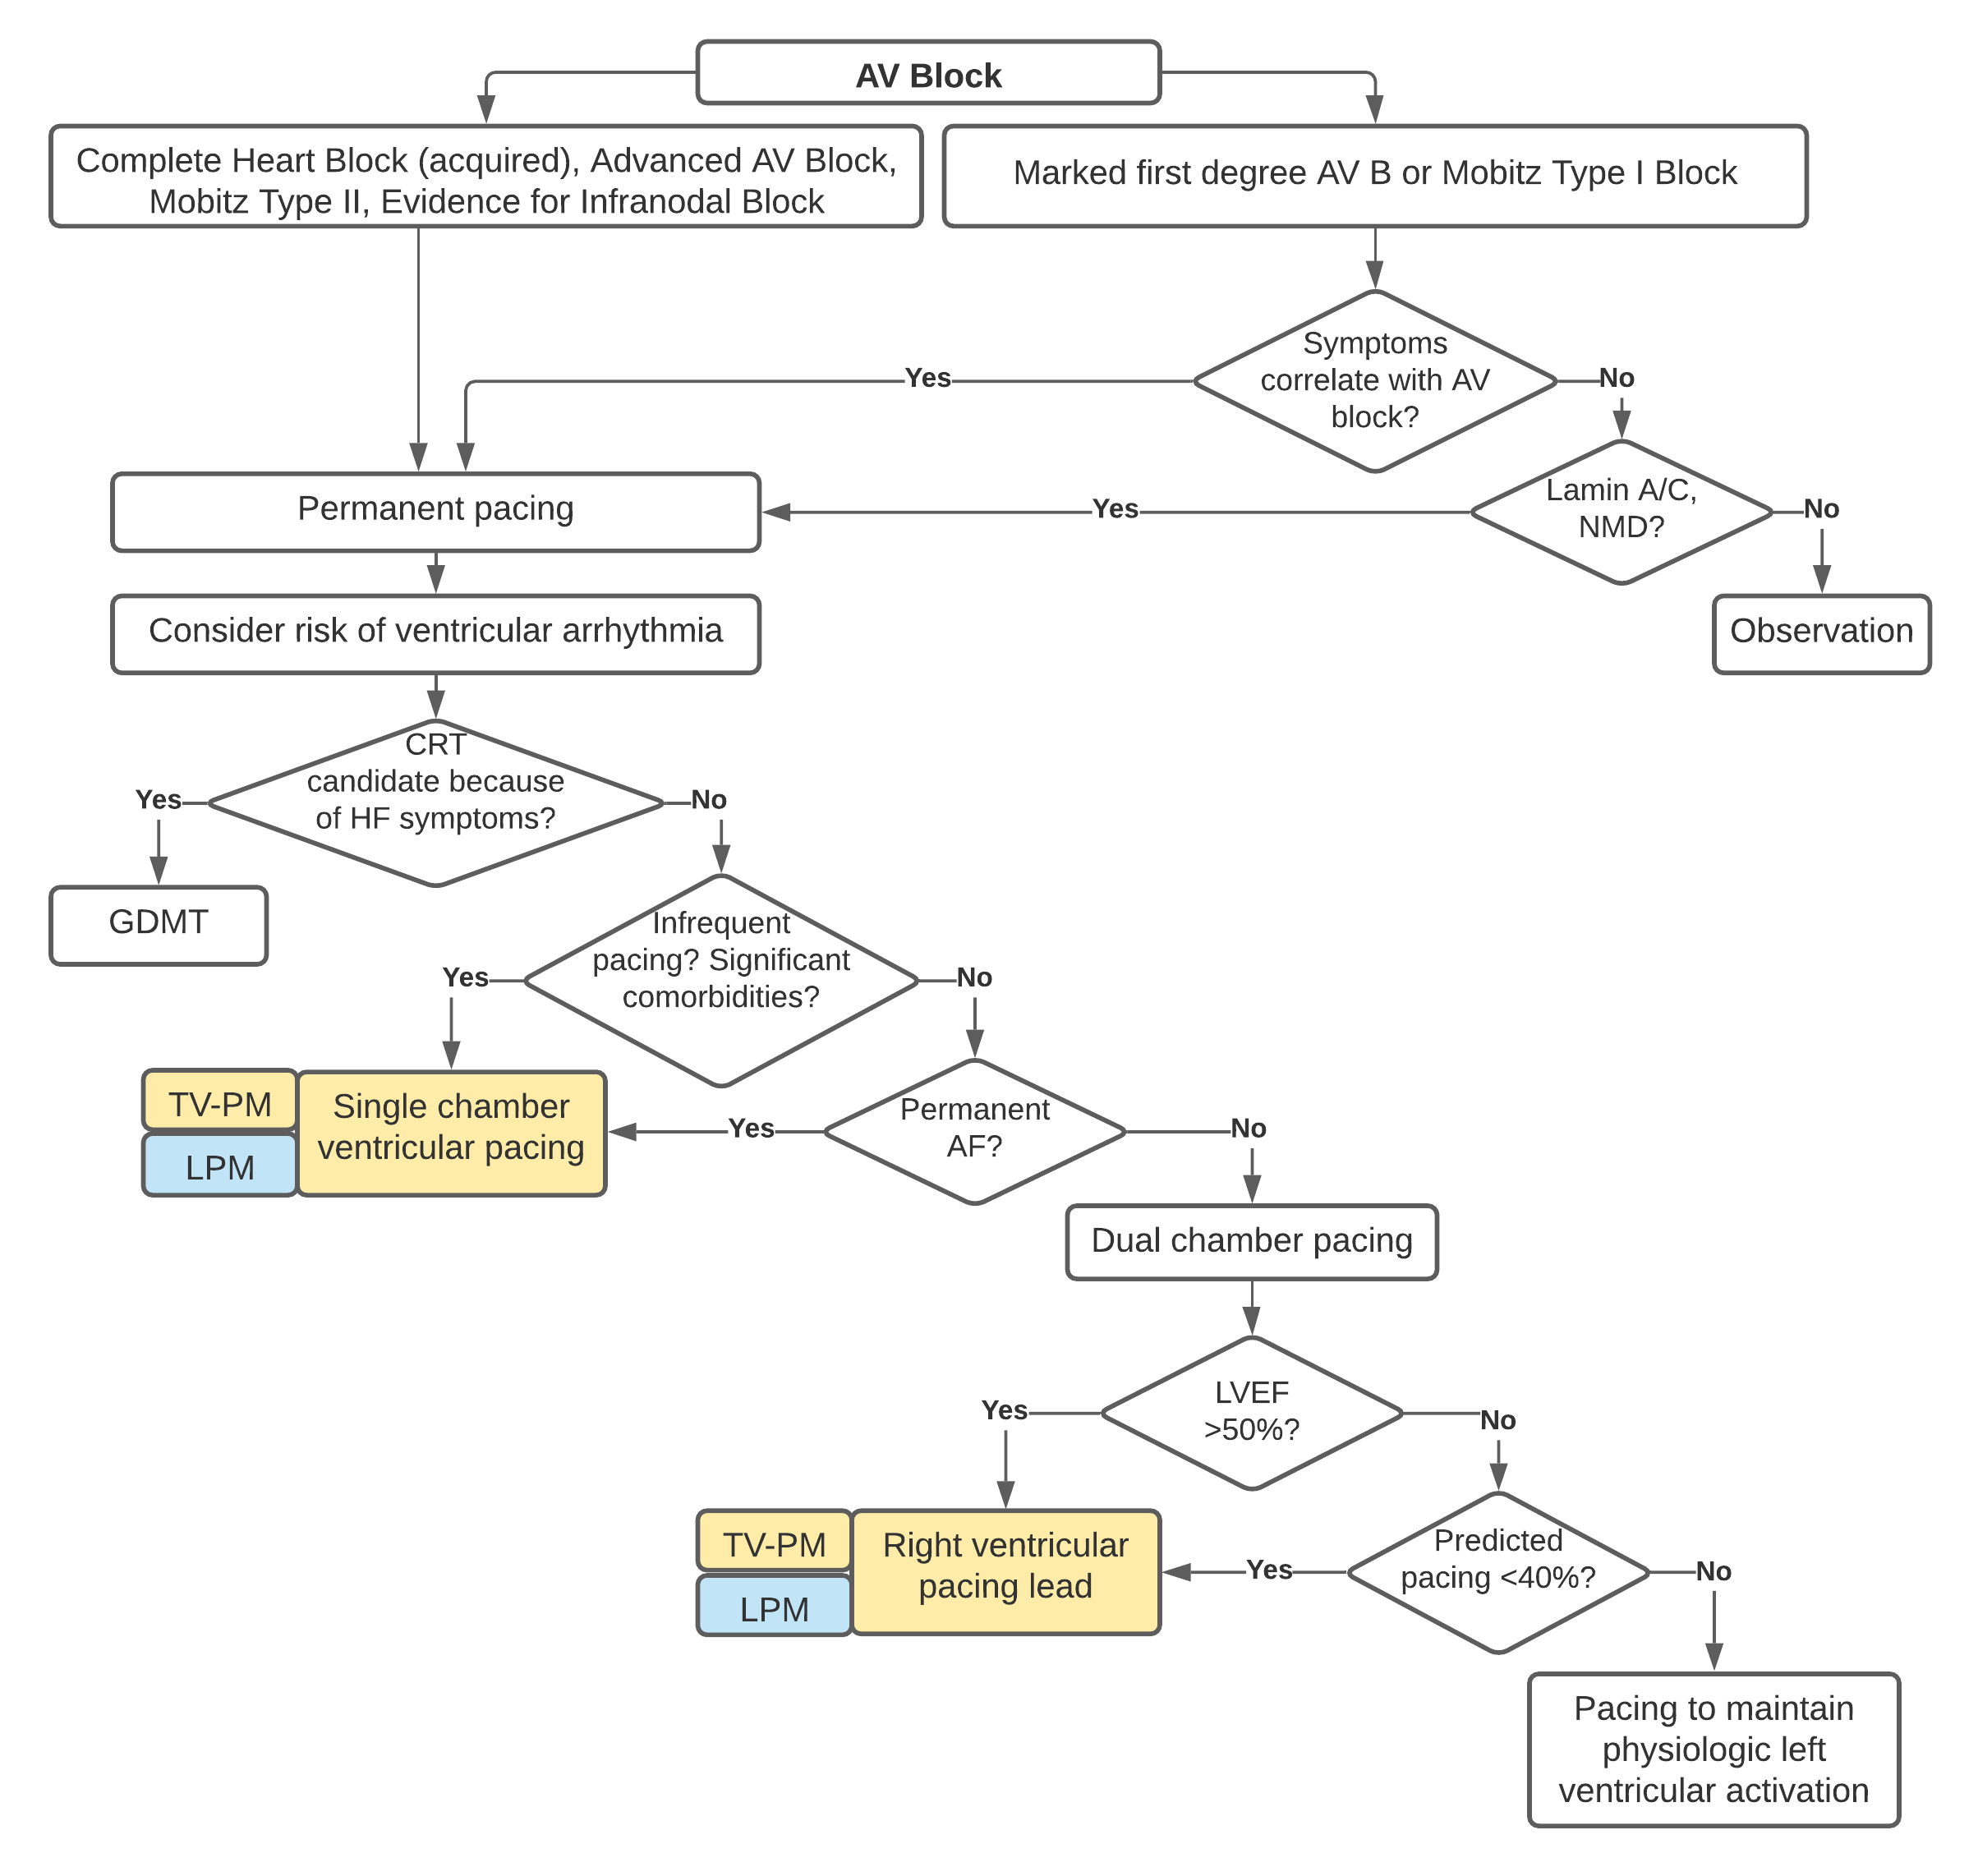 AV Block
Complete Heart Block (acquired), Advanced AV Block,
Mobitz Type II, Evidence for Infranodal Block
Marked first degree AV B or Mobitz Type I Block
Symptoms
correlate with AV
block?
Yes
No
Lamin A/C,
NMD?
Yes
No
Permanent pacing
Observation
Consider risk of ventricular arrhythmia
CRT
candidate because
of HF symptoms?
Yes
No
GDMT
Infrequent
pacing? Significant
comorbidities?
Yes
No
TV-PM
LPM
Single chamber
ventricular pacing
Permanent
AF?
Yes
No
Dual chamber pacing
LVEF
>50%?
Yes
No
TV-PM
LPM
Right ventricular
pacing lead
Predicted
pacing <40%?
Yes
No
Pacing to maintain
physiologic left
ventricular activation